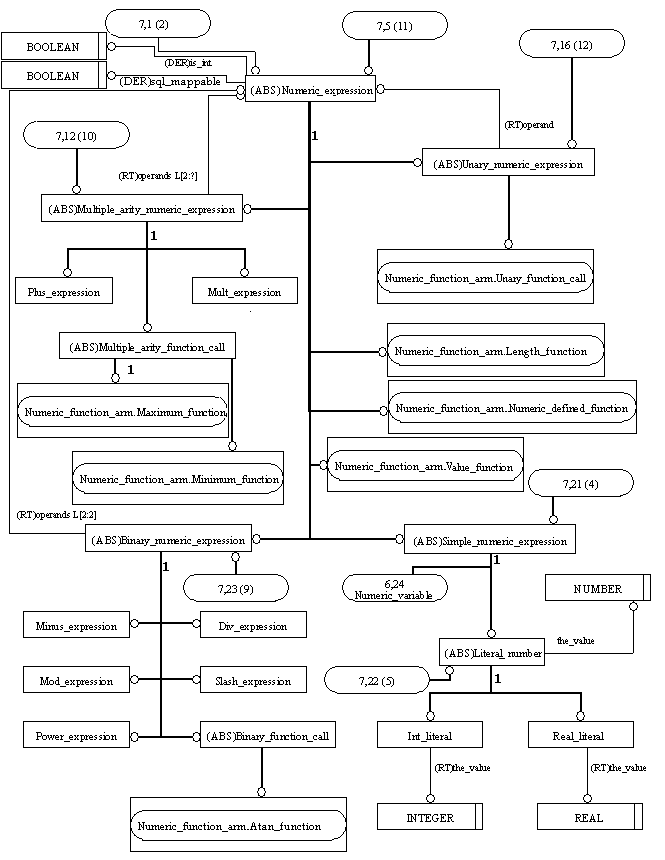 7,1 (2)
7,5 (11)
7,16 (12)
BOOLEAN
(DER)is_int
BOOLEAN
(DER)sql_mappable
(ABS)Numeric_expression
7,12 (10)
1
(RT)operand
(ABS)Unary_numeric_expression
(RT)operands L[2:?]
(ABS)Multiple_arity_numeric_expression
1
Numeric_function_arm.Unary_function_call
Plus_expression
Mult_expression
(ABS)Multiple_arity_function_call
Numeric_function_arm.Length_function
1
Numeric_function_arm.Maximum_function
Numeric_function_arm.Numeric_defined_function
Numeric_function_arm.Minimum_function
Numeric_function_arm.Value_function
7,21 (4)
(RT)operands L[2:2]
(ABS)Binary_numeric_expression
(ABS)Simple_numeric_expression
1
1
7,23 (9)
6,24
Numeric_variable
NUMBER
Minus_expression
Div_expression
the_value
(ABS)Literal_number
Mod_expression
Slash_expression
7,22 (5)
1
Power_expression
(ABS)Binary_function_call
Int_literal
Real_literal
(RT)the_value
(RT)the_value
INTEGER
REAL
Numeric_function_arm.Atan_function